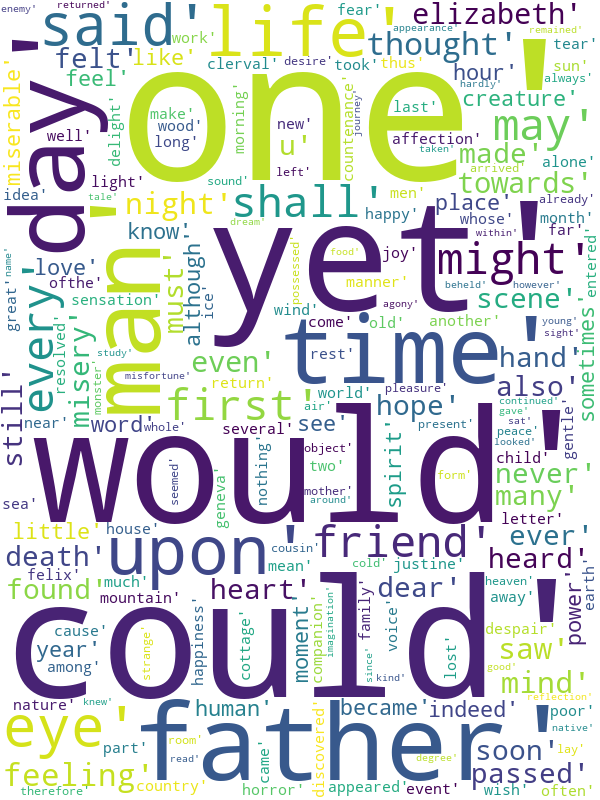 enemy'
returned'
said'
life'
fear'
appearance'
remained'
elizabeth'
work'
tear'
felt'
like'
thought'
clerval'
desire'
took'
thus'
hour'
sun'
always'
feel'
one'
hardly'
miserable'
day'
delight'
make'
morning'
new'
u'
countenance'
journey'
last'
creature'
may'
well'
wood'
long'
affection'
taken'
made'
alone'
light'
sound'
left'
men'
towards'
arrived'
idea'
tale'
night'
shall'
happy'
place'
whose'
already'
month'
dream'
within'
far'
know'
yet'
might'
entered'
man'
must'
although'
ice'
possessed'
food'
joy'
love'
ofthe'
manner'
beheld'
however'
great'
name'
every'
sensation'
agony'
scene'
sometimes'
wind'
come'
old'
another'
young'
sight'
resolved'
misery'
monster'
study'
time'
rest'
hand'
misfortune'
even'
return'
world'
pleasure'
also'
continued'
still'
first'
air'
hope'
gave'
sat'
near'
word'
whole'
several'
see'
present'
peace'
looked'
gentle'
would'
seemed'
nothing'
object'
two'
spirit'
child'
never'
geneva'
mother'
around'
form'
many'
sea'
little'
house'
upon'
cousin'
friend'
letter'
ever'
death'
mean'
cold'
justine'
heard'
power'
earth'
felix'
much'
heaven'
away'
found'
mountain'
heart'
dear'
despair'
could'
cause'
year'
among'
happiness'
cottage'
moment'
companion'
imagination'
family'
voice'
since'
kind'
lost'
saw'
good'
strange'
mind'
reflection'
nature'
knew'
human'
became'
indeed'
poor'
eye'
father'
native'
part'
room'
read'
came'
discovered'
degree'
soon'
lay'
feeling'
country'
horror'
appeared'
event'
passed'
wish'
often'
therefore'